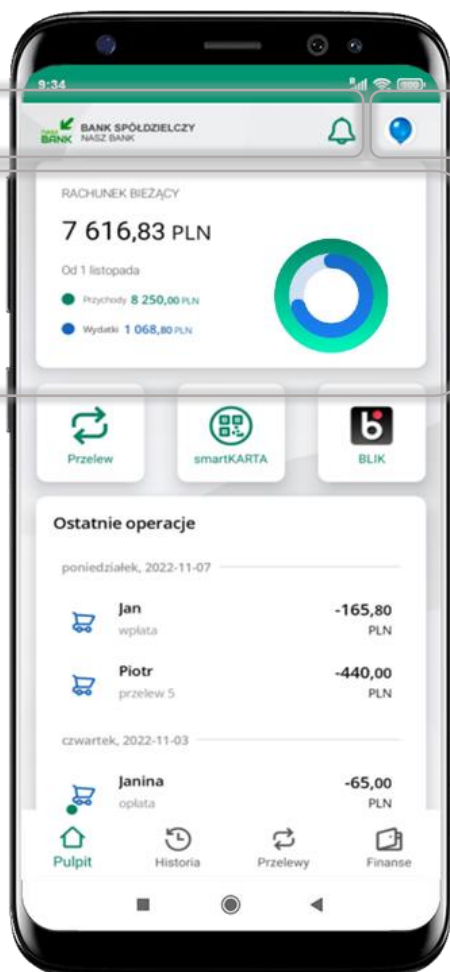 9:34
100
NASZ
BANK
BANK SPÓŁDZIELCZY
NASZ BANK
RACHUNEK BIEŻĄCY
7 616,83 PLN
Od 1 listopada
Przychody 8 250,00 PLN
Wydatki 1 068,80 PLN
Przelew
smartKARTA
BLIK
Ostatnie operacje
poniedziałek, 2022-11-07
Jan -165,80
wpłata PLN
Piotr -440,00
przelew 5 PLN
czwartek, 2022-11-03
Janina -65,00
opłata PLN
Pulpit Historia Przelewy Finanse